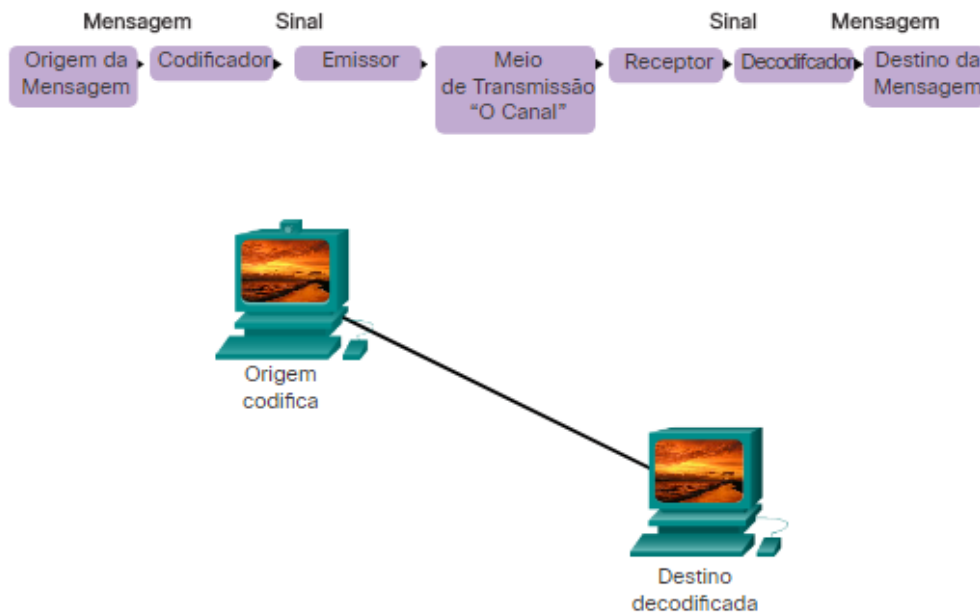 Mensagem Sinal Sinal Mensagem
Origem da Mensagem
Codificador
Emissor
Meio
de Transmissão
“O Canal”
Receptor
Decodifcador
Destino da
Mensagem
Origem
codifica
Destino
decodificada